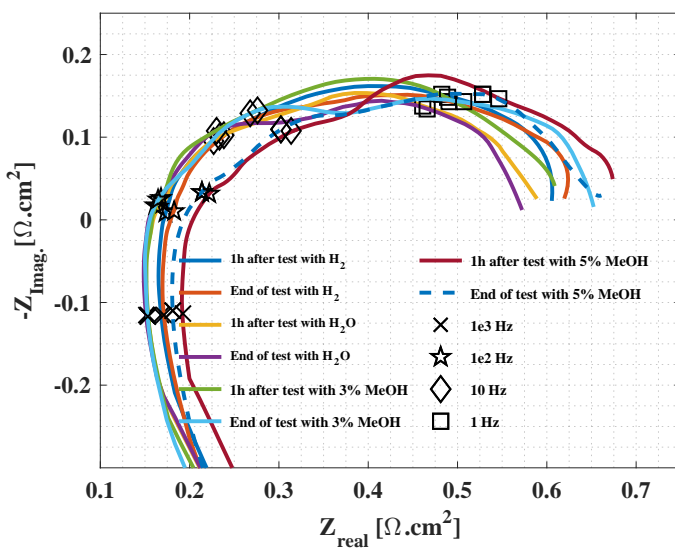 0.2
0.1
0
-0.1
-0.2
-Z_Imag. [Ω.cm²]
1h after test with H₂
End of test with H₂
1h after test with H₂O
End of test with H₂O
1h after test with 3% MeOH
End of test with 3% MeOH
1h after test with 5% MeOH
End of test with 5% MeOH
1e3 Hz
1e2 Hz
10 Hz
1 Hz
0.1 0.2 0.3 0.4 0.5 0.6 0.7
Z_real [Ω.cm²]